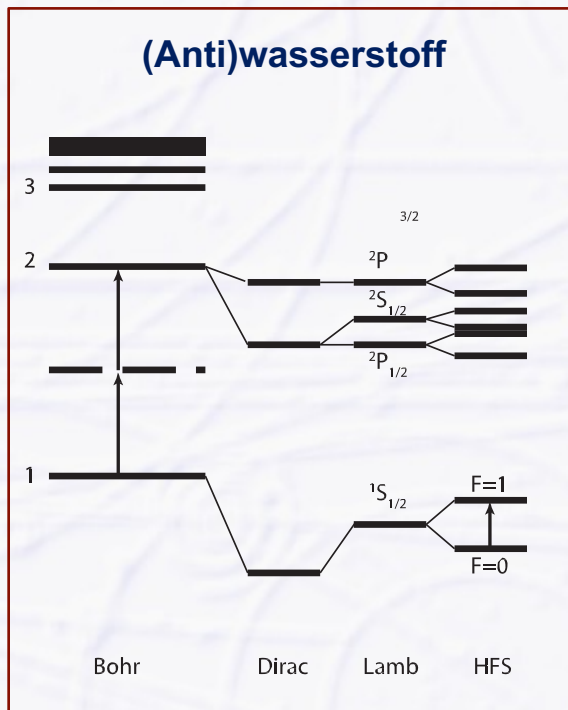 (Anti)wasserstoff
3
3/2
2
²P
²S₁/₂
²P₁/₂
1
¹S₁/₂
F=1
F=0
Bohr Dirac Lamb HFS